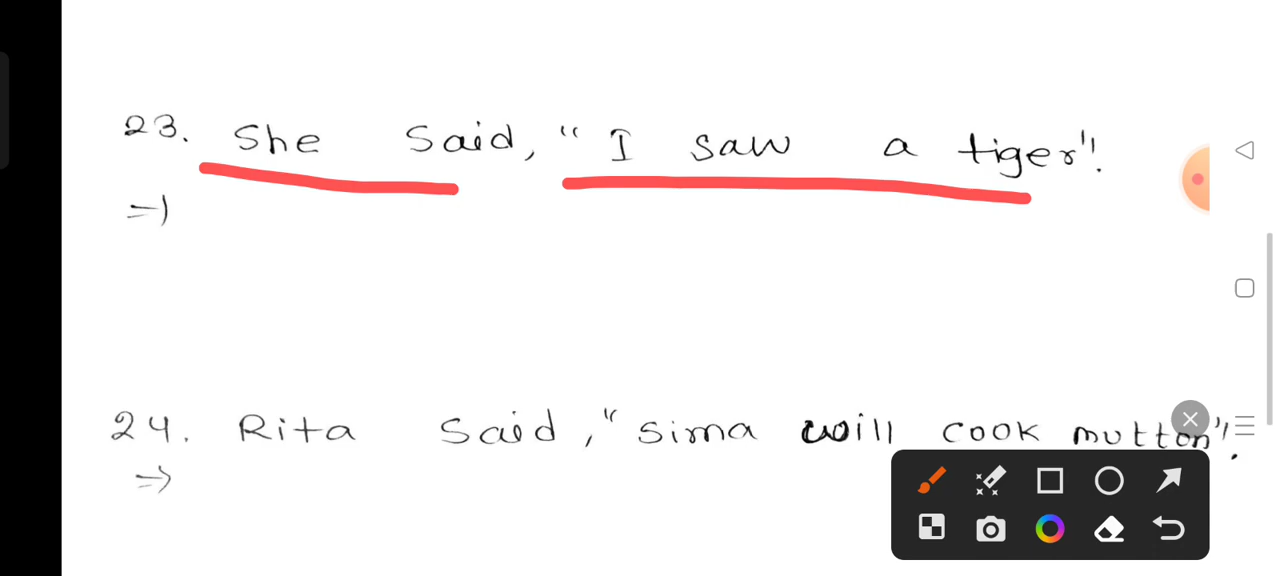 23. She said, "I saw a tiger".
=>
24. Rita said, "Sima will cook mutton".
=>